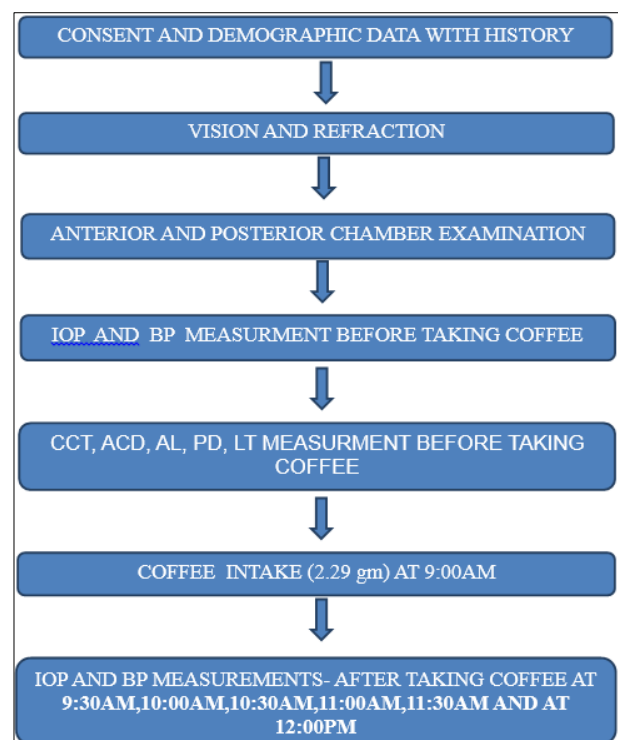 CONSENT AND DEMOGRAPHIC DATA WITH HISTORY
VISION AND REFRACTION
ANTERIOR AND POSTERIOR CHAMBER EXAMINATION
IOP AND BP MEASURMENT BEFORE TAKING COFFEE
CCT, ACD, AL, PD, LT MEASURMENT BEFORE TAKING
COFFEE
COFFEE INTAKE (2.29 gm) AT 9:00AM
IOP AND BP MEASUREMENTS- AFTER TAKING COFFEE AT
9:30AM,10:00AM,10:30AM,11:00AM,11:30AM AND AT
12:00PM